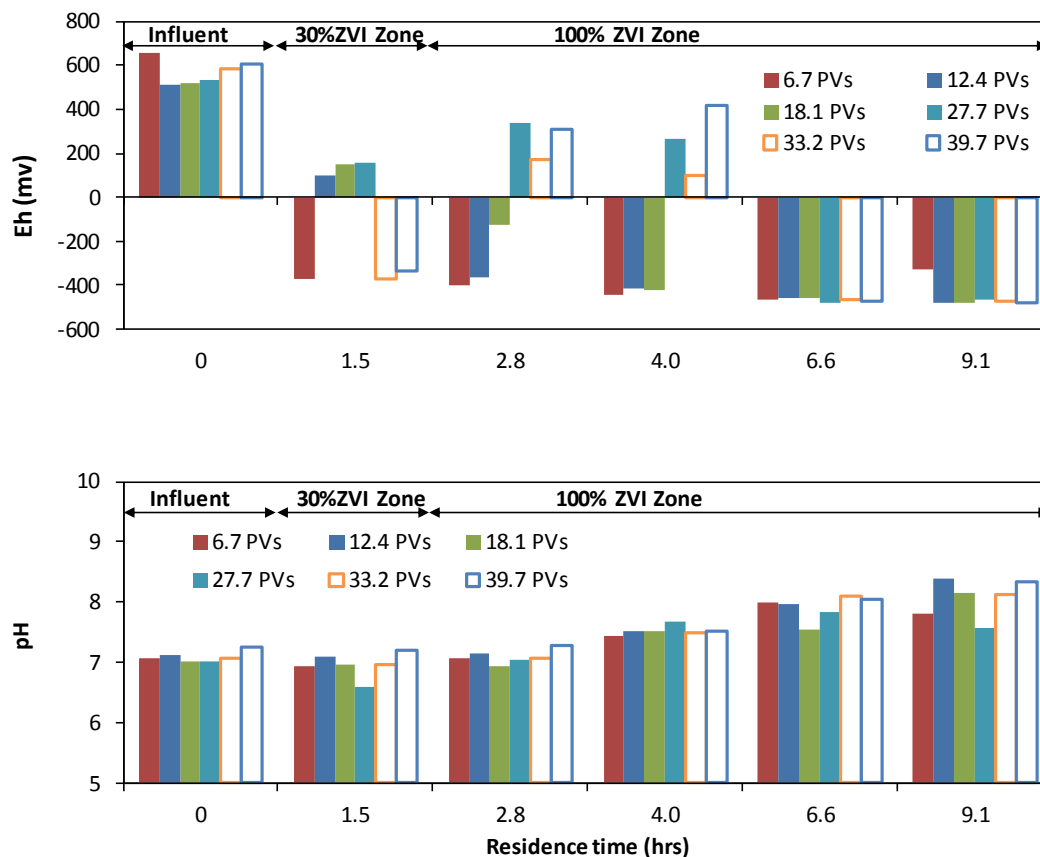 800
600
400
200
0
-200
-400
-600
Eh (mv)
Influent 30%ZVI Zone 100% ZVI Zone
6.7 PVs 12.4 PVs
18.1 PVs 27.7 PVs
33.2 PVs 39.7 PVs
0 1.5 2.8 4.0 6.6 9.1
10
9
8
7
6
5
pH
Influent 30%ZVI Zone 100% ZVI Zone
6.7 PVs 12.4 PVs 18.1 PVs
27.7 PVs 33.2 PVs 39.7 PVs
0 1.5 2.8 4.0 6.6 9.1
Residence time (hrs)